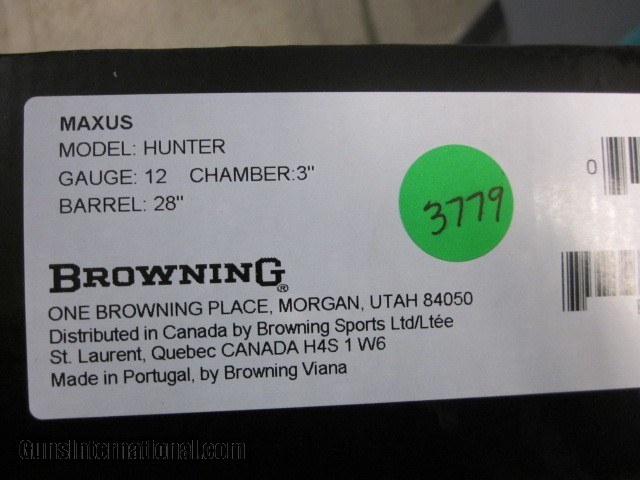 MAXUS
MODEL: HUNTER
GAUGE: 12 CHAMBER:3"
BARREL: 28"
3779
0
BROWNING®
ONE BROWNING PLACE, MORGAN, UTAH 84050
Distributed in Canada by Browning Sports Ltd/Ltée
St. Laurent, Quebec CANADA H4S 1 W6
Made in Portugal, by Browning Viana
GunsInternational.com